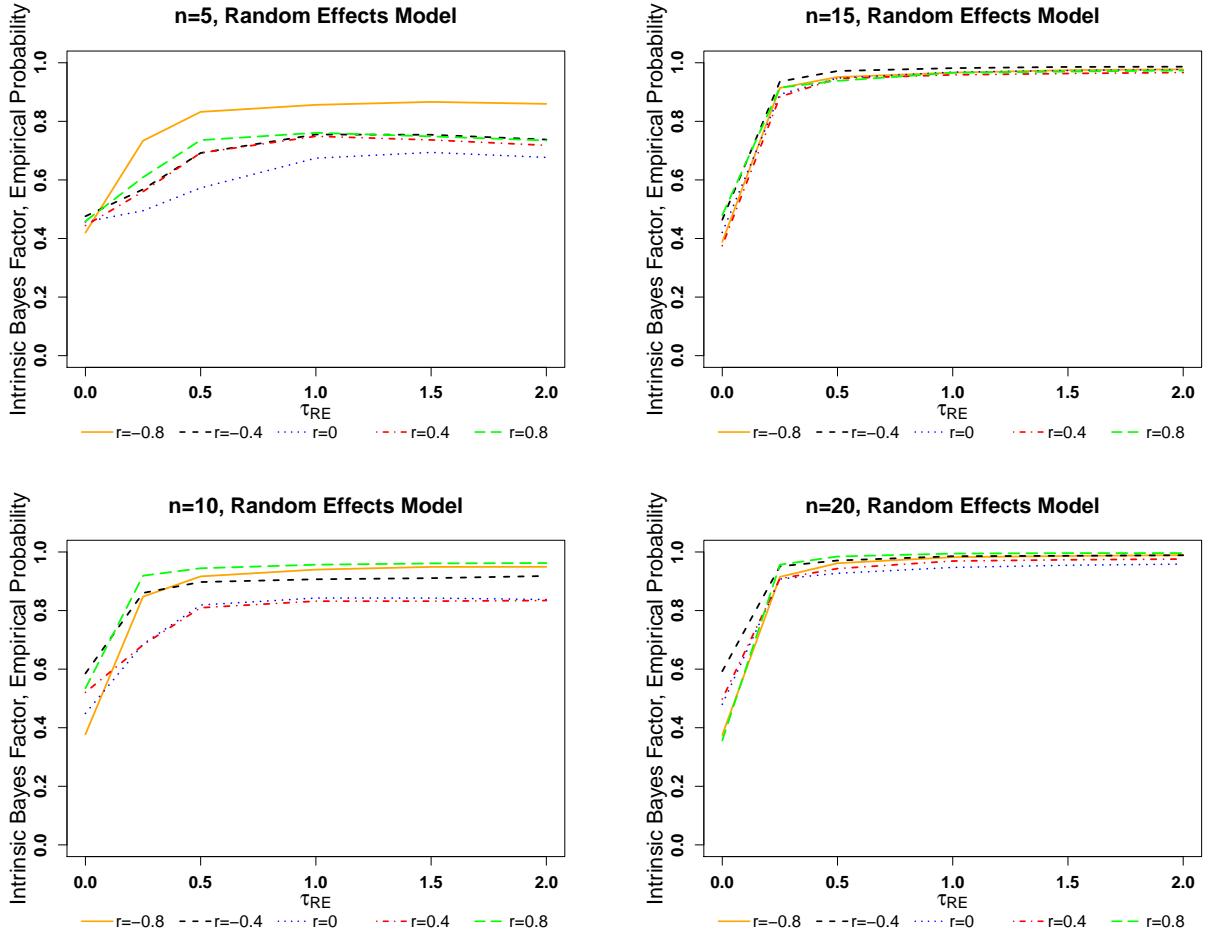 n=5, Random Effects Model
Intrinsic Bayes Factor, Empirical Probability
0.0 0.2 0.4 0.6 0.8 1.0
0.0 0.5 1.0 1.5 2.0
τRE
r=−0.8 r=−0.4 r=0 r=0.4 r=0.8
n=15, Random Effects Model
Intrinsic Bayes Factor, Empirical Probability
0.0 0.2 0.4 0.6 0.8 1.0
0.0 0.5 1.0 1.5 2.0
τRE
r=−0.8 r=−0.4 r=0 r=0.4 r=0.8
n=10, Random Effects Model
Intrinsic Bayes Factor, Empirical Probability
0.0 0.2 0.4 0.6 0.8 1.0
0.0 0.5 1.0 1.5 2.0
τRE
r=−0.8 r=−0.4 r=0 r=0.4 r=0.8
n=20, Random Effects Model
Intrinsic Bayes Factor, Empirical Probability
0.0 0.2 0.4 0.6 0.8 1.0
0.0 0.5 1.0 1.5 2.0
τRE
r=−0.8 r=−0.4 r=0 r=0.4 r=0.8